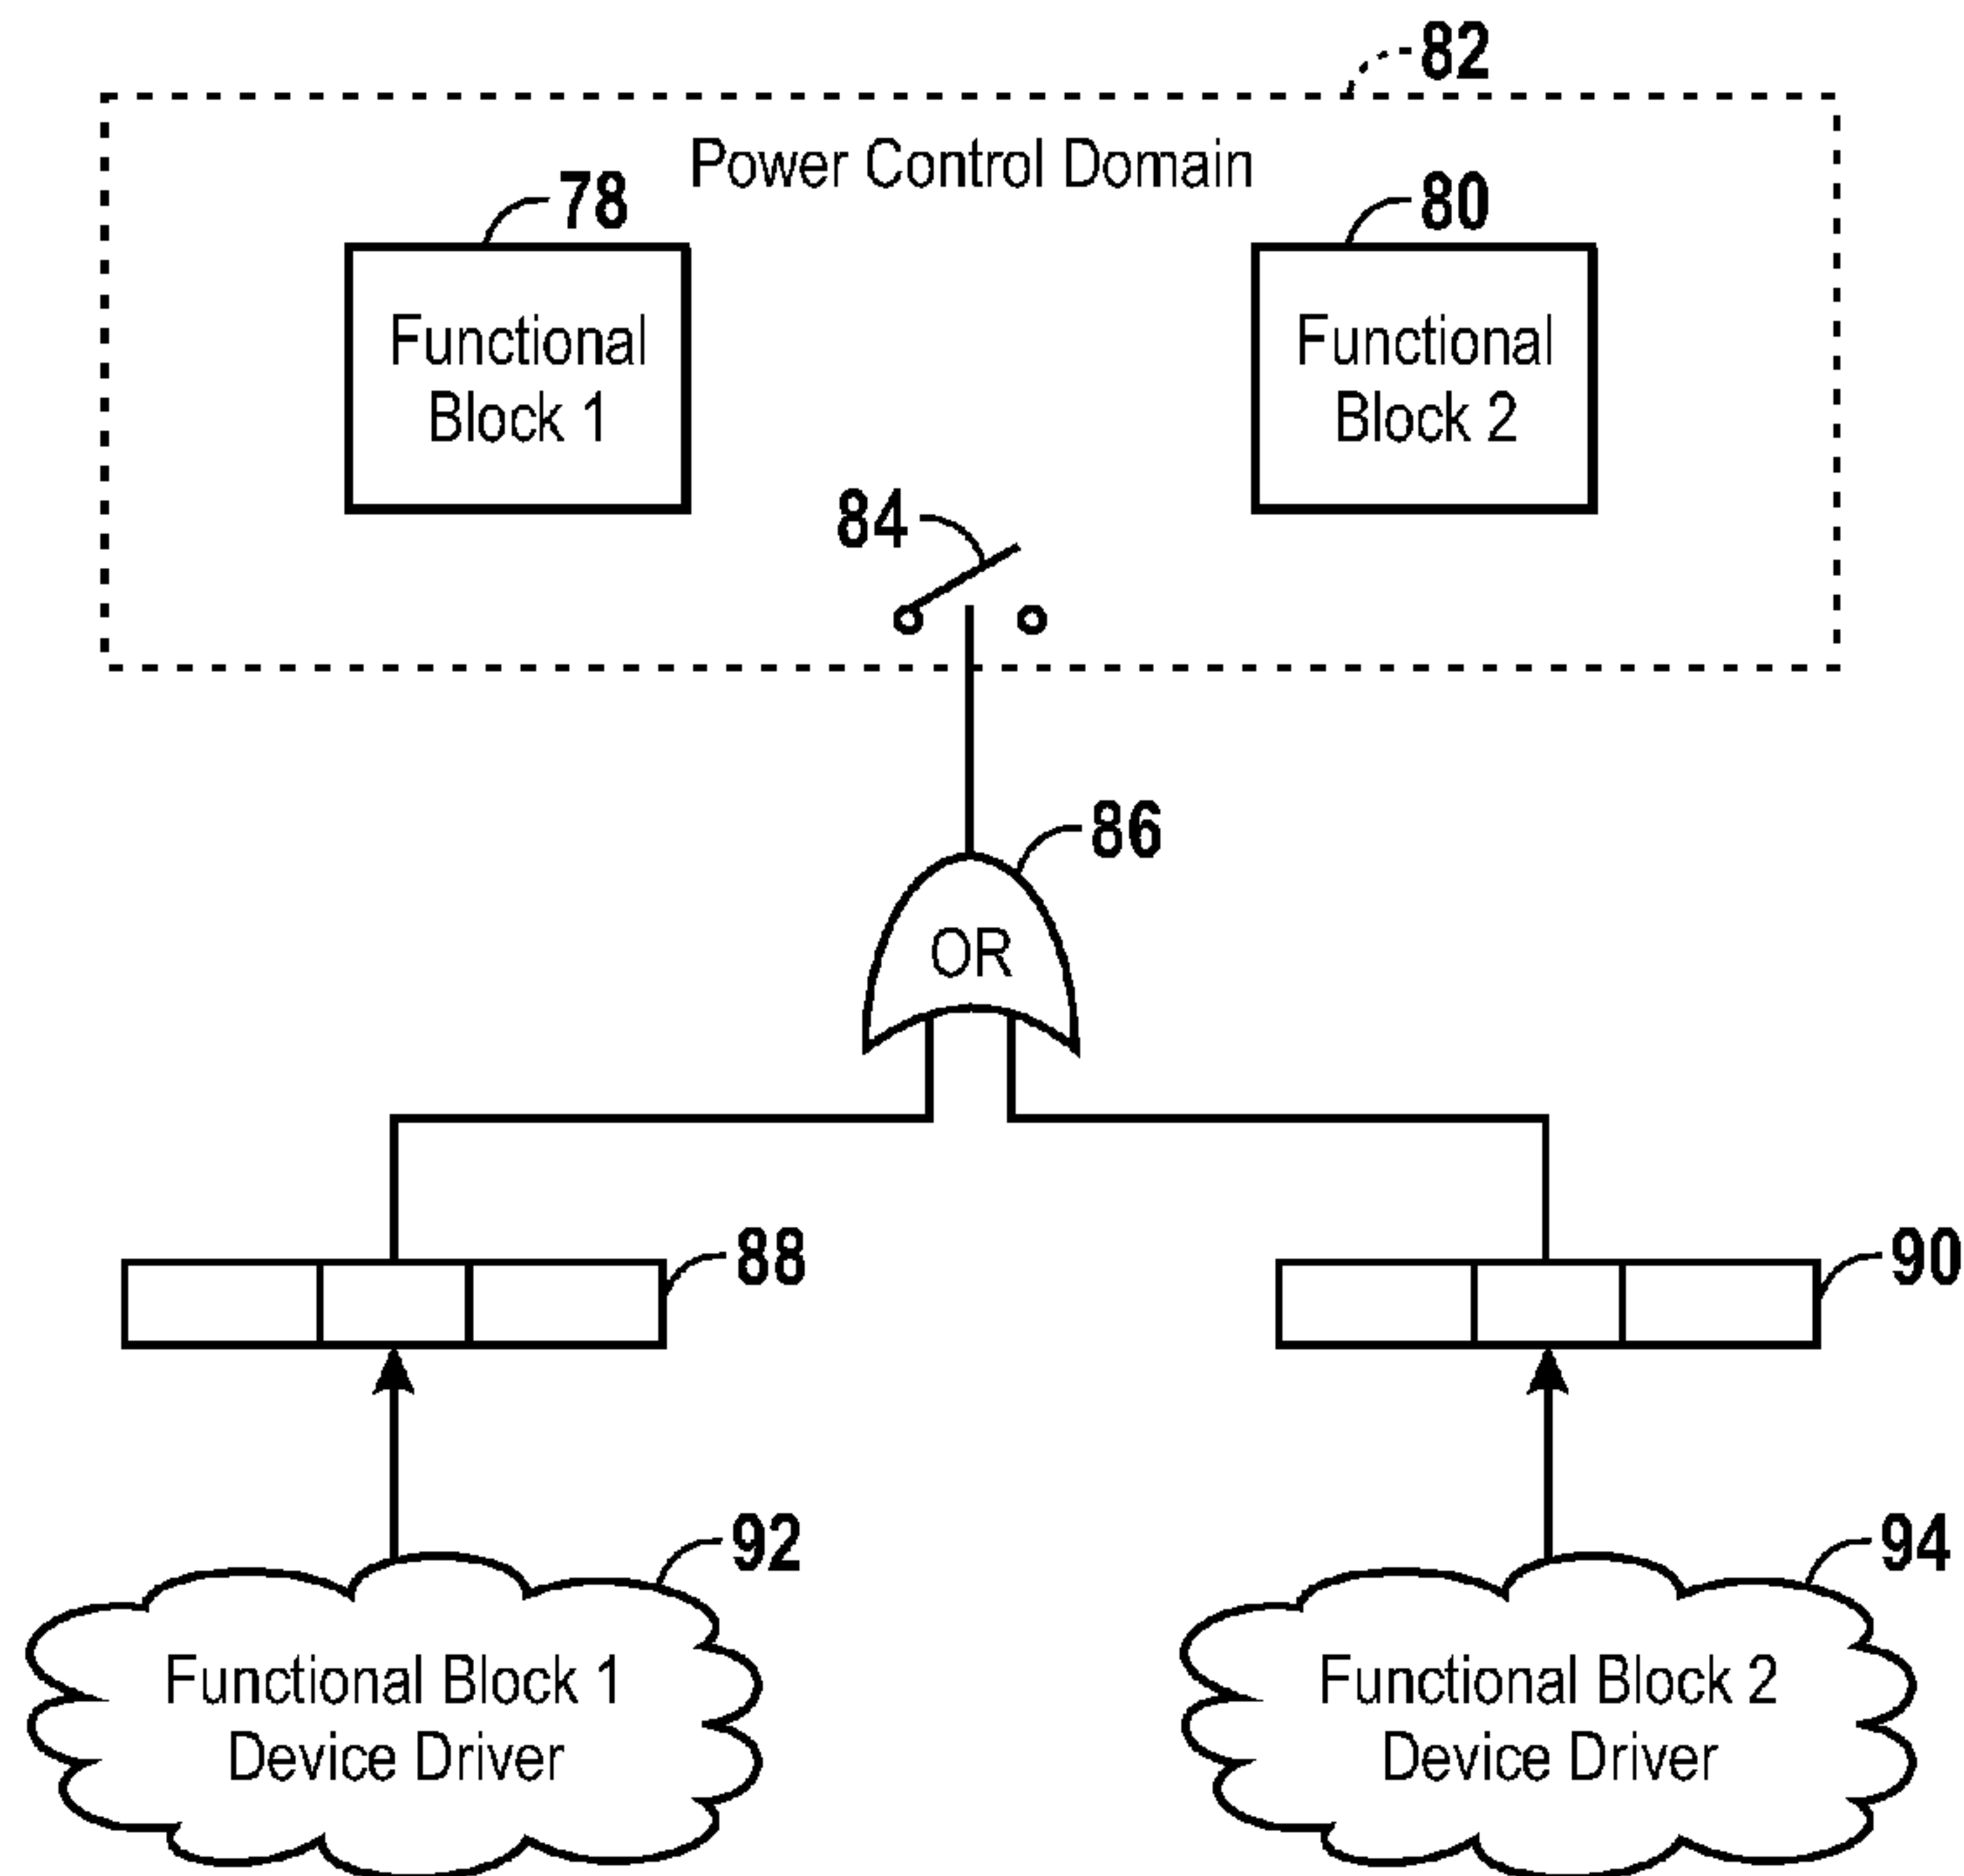 82
Power Control Domain
78
80
Functional
Block 1
Functional
Block 2
84
86
OR
88
90
92
94
Functional Block 1
Device Driver
Functional Block 2
Device Driver